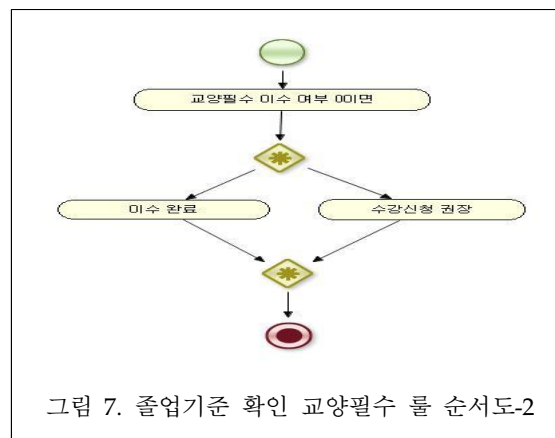 교양필수 이수 여부 0이면
이수 완료
수강신청 권장
그림 7. 졸업기준 확인 교양필수 룰 순서도-2